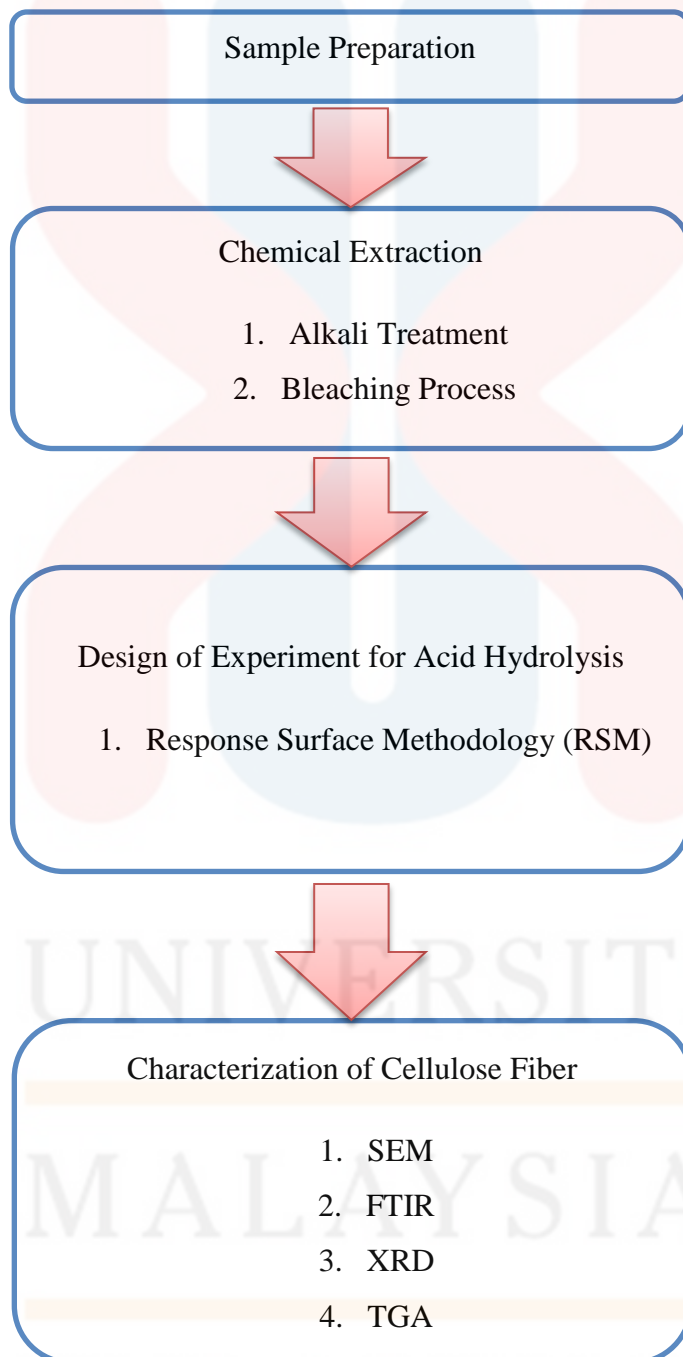 Sample Preparation
Chemical Extraction
1. Alkali Treatment
2. Bleaching Process
Design of Experiment for Acid Hydrolysis
1. Response Surface Methodology (RSM)
UNIVERSIT
Characterization of Cellulose Fiber
1. SEM
2. FTIR
MALAYSIA
3. XRD
4. TGA